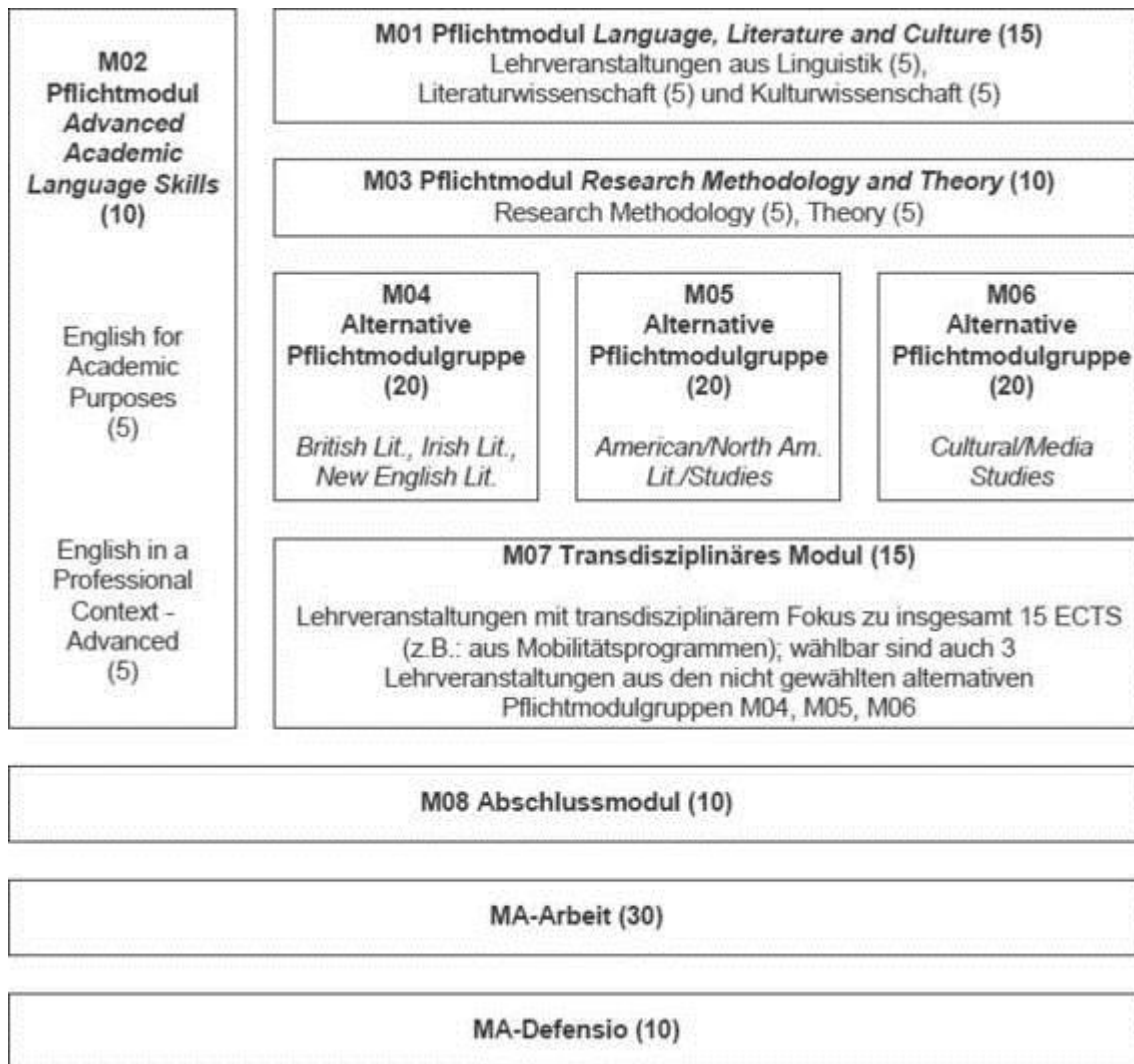 M02
Pflichtmodul
Advanced
Academic
Language Skills
(10)
English for
Academic
Purposes
(5)
English in a
Professional
Context -
Advanced
(5)
M01 Pflichtmodul Language, Literature and Culture (15)
Lehrveranstaltungen aus Linguistik (5),
Literaturwissenschaft (5) und Kulturwissenschaft (5)
M03 Pflichtmodul Research Methodology and Theory (10)
Research Methodology (5), Theory (5)
M04
Alternative
Pflichtmodulgruppe
(20)
British Lit., Irish Lit.,
New English Lit.
M05
Alternative
Pflichtmodulgruppe
(20)
American/North Am.
Lit./Studies
M06
Alternative
Pflichtmodulgruppe
(20)
Cultural/Media
Studies
M07 Transdisziplinäres Modul (15)
Lehrveranstaltungen mit transdisziplinärem Fokus zu insgesamt 15 ECTS
(z.B.: aus Mobilitätsprogrammen); wählbar sind auch 3
Lehrveranstaltungen aus den nicht gewählten alternativen
Pflichtmodulgruppen M04, M05, M06
M08 Abschlussmodul (10)
MA-Arbeit (30)
MA-Defensio (10)